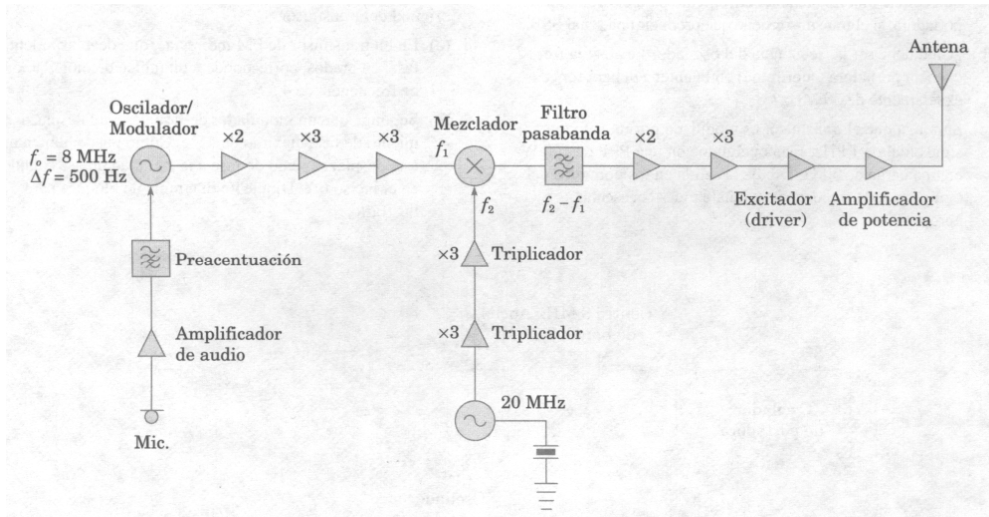 Antena
Oscilador/
Modulador
×2
×3
×3
Mezclador
Filtro
pasabanda
×2
×3
fₒ = 8 MHz
Δf = 500 Hz
f₁
f₂
f₂ – f₁
Excitador
(driver)
Amplificador
de potencia
Preacentuación
×3
Triplicador
Amplificador
de audio
×3
Triplicador
20 MHz
Mic.